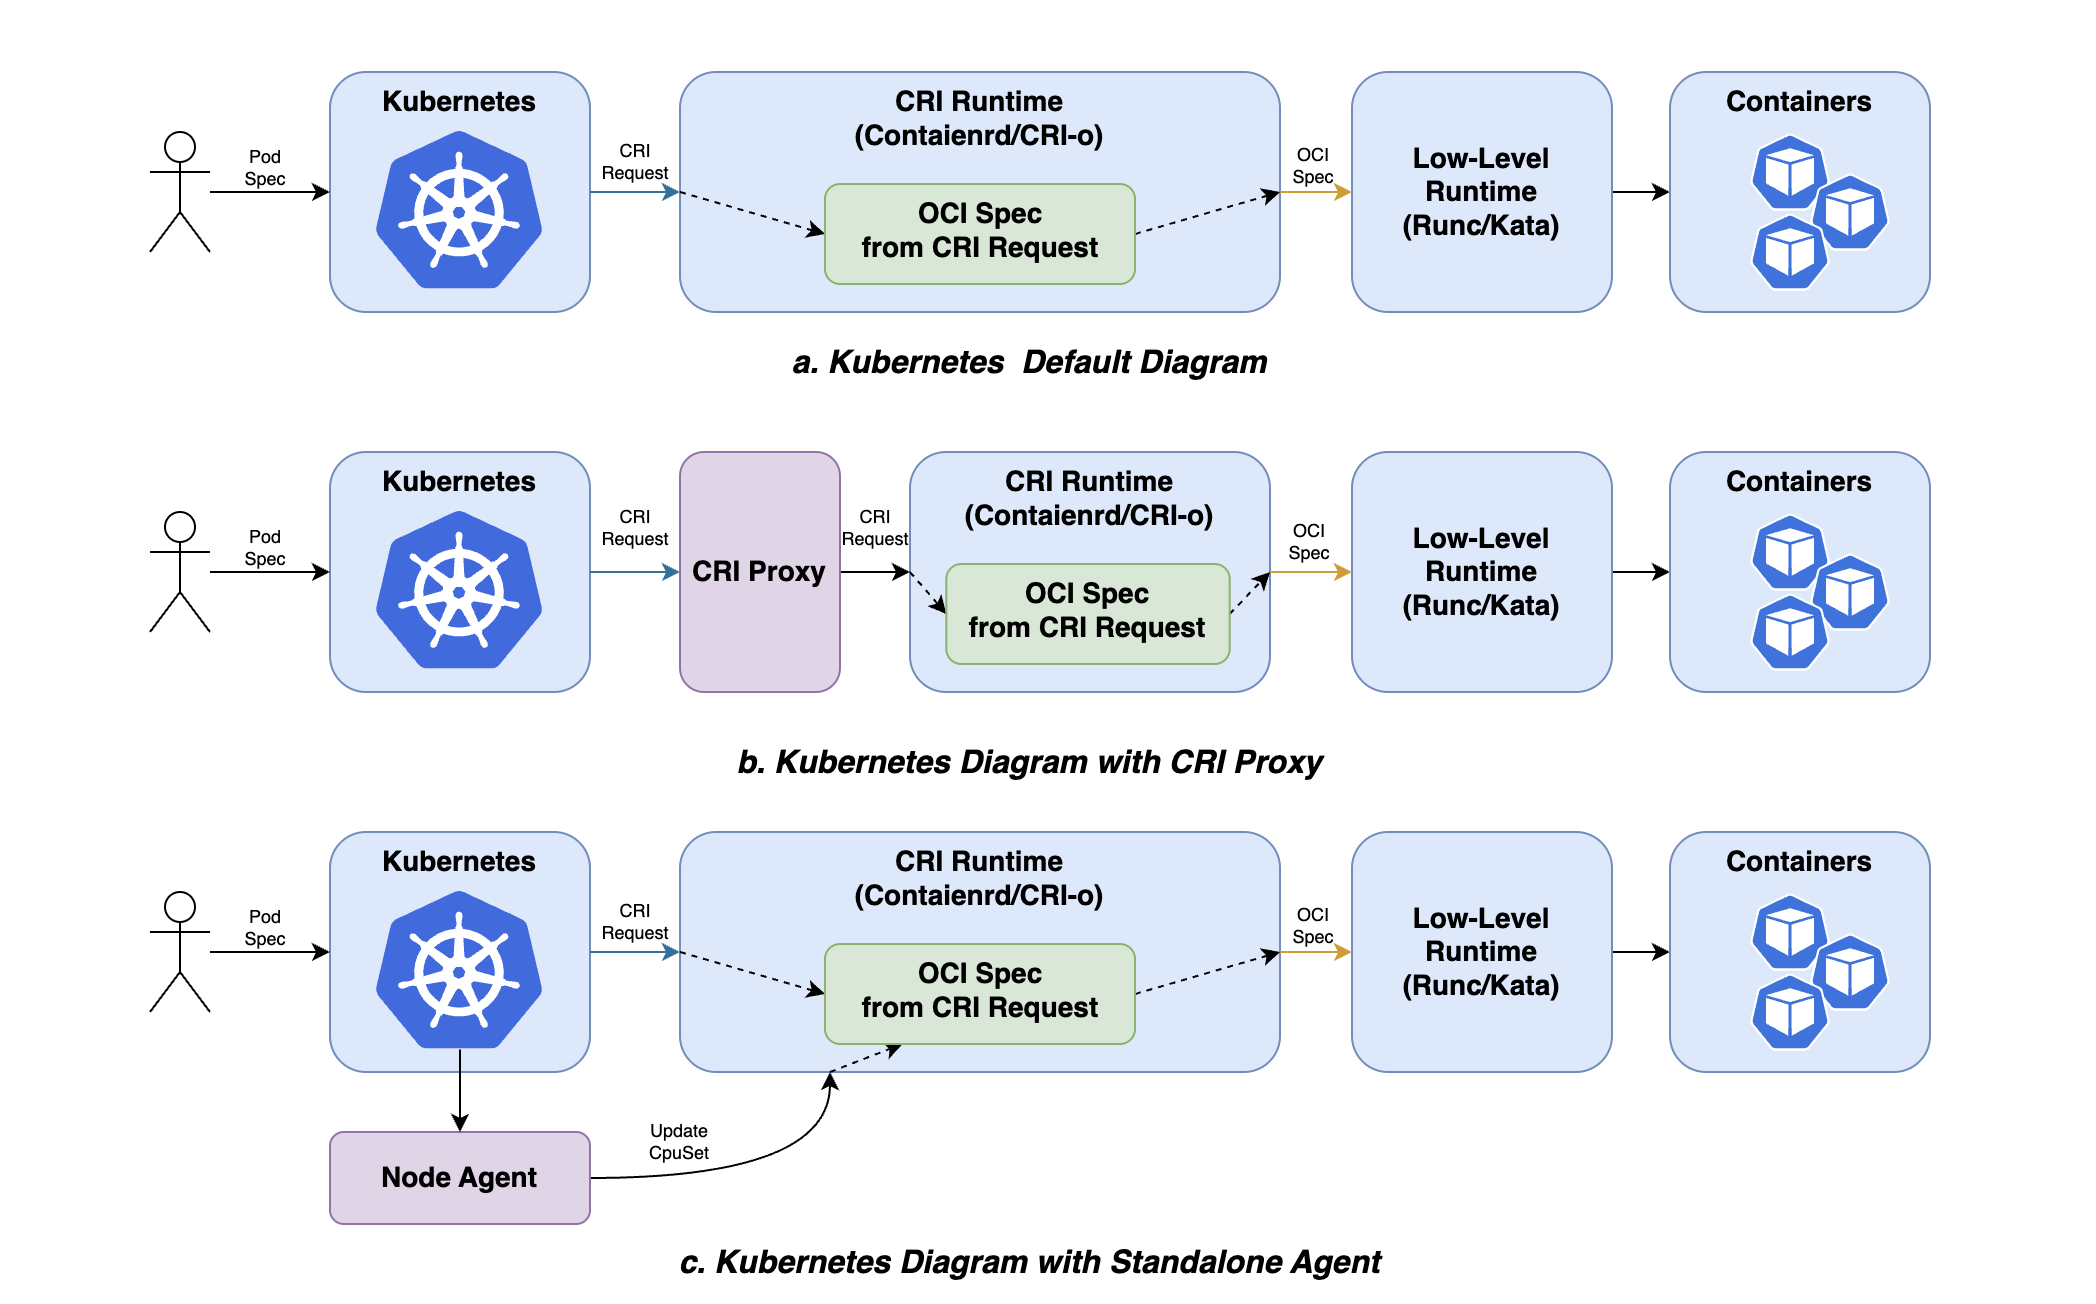 Kubernetes
CRI Runtime
(Contaienrd/CRI-o)
Containers
Pod
Spec
CRI
Request
OCI Spec
from CRI Request
OCI
Spec
Low-Level
Runtime
(Runc/Kata)
a. Kubernetes  Default Diagram
Kubernetes
CRI Runtime
(Contaienrd/CRI-o)
Containers
Pod
Spec
CRI
Request
CRI Proxy
CRI
Request
OCI Spec
from CRI Request
OCI
Spec
Low-Level
Runtime
(Runc/Kata)
b. Kubernetes Diagram with CRI Proxy
Kubernetes
CRI Runtime
(Contaienrd/CRI-o)
Containers
Pod
Spec
CRI
Request
OCI Spec
from CRI Request
OCI
Spec
Low-Level
Runtime
(Runc/Kata)
Update
CpuSet
Node Agent
c. Kubernetes Diagram with Standalone Agent